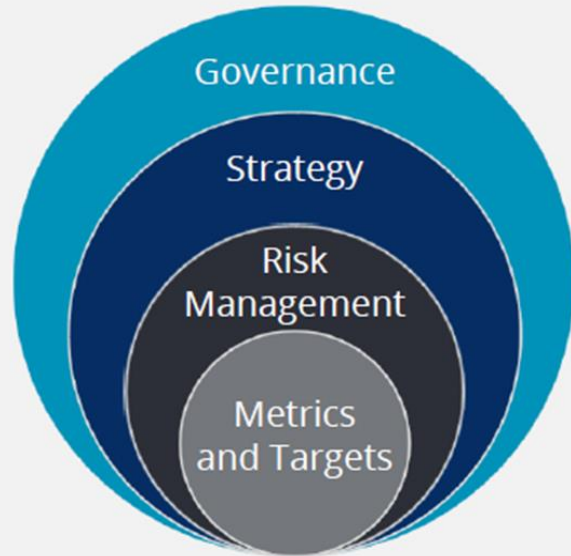 Governance
Strategy
Risk
Management
Metrics
and Targets